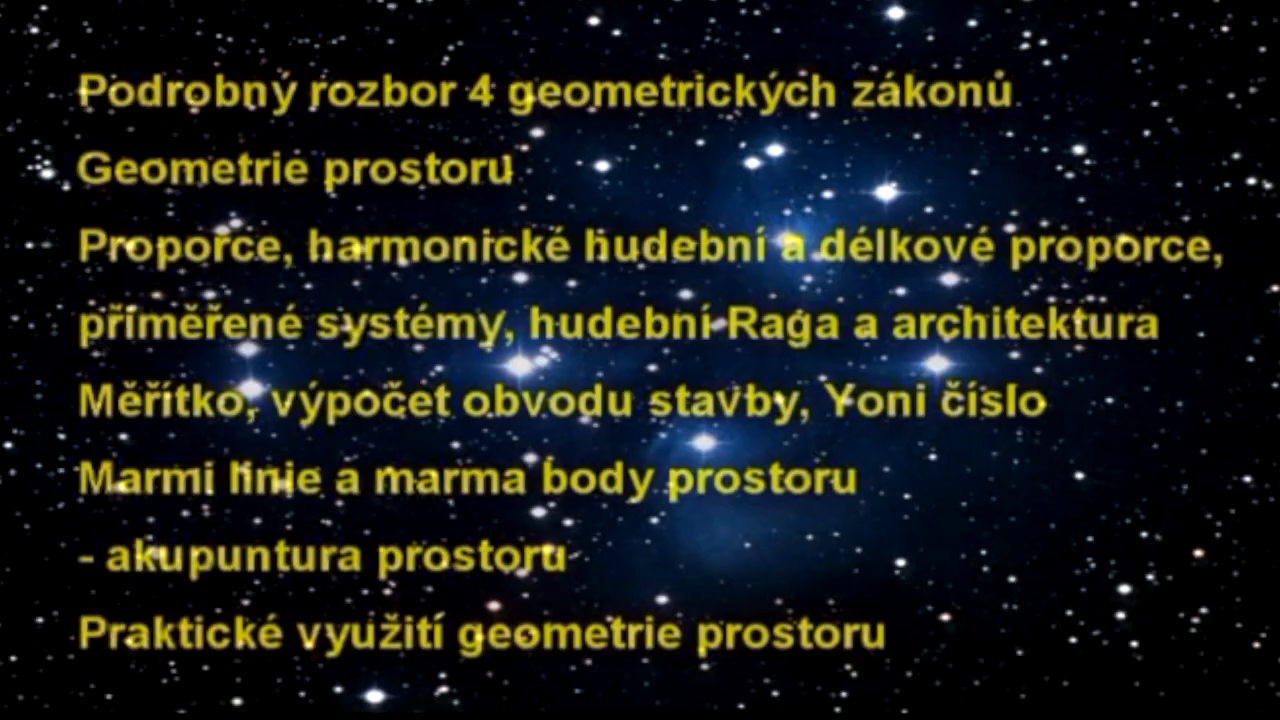 Podrobný rozbor 4 geometrických zákonů
Geometrie prostoru
Proporce, harmonické hudební a délkové proporce,
příměřené systémy, hudební Raga a architektura
Měřítko, výpočet obvodu stavby, Yoni číslo
Marmi linie a marma body prostoru
- akupuntura prostoru
Praktické využití geometrie prostoru